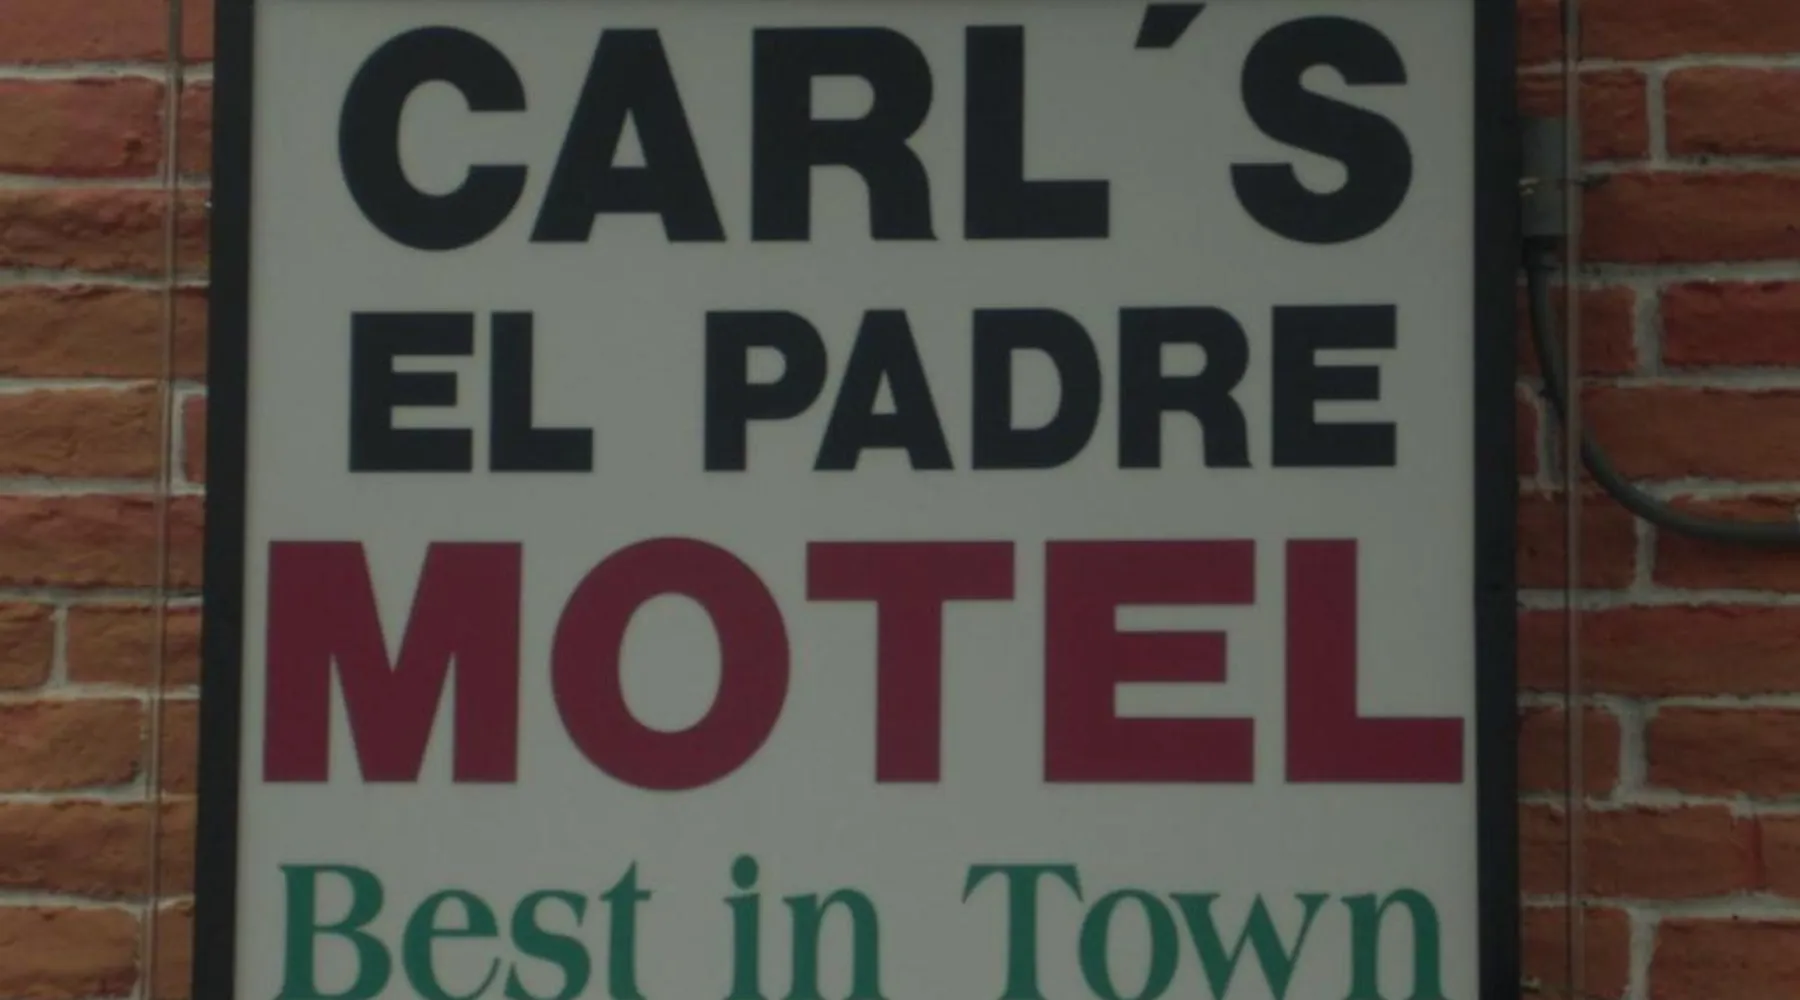 CARL´S
EL PADRE
MOTEL
Best in Town